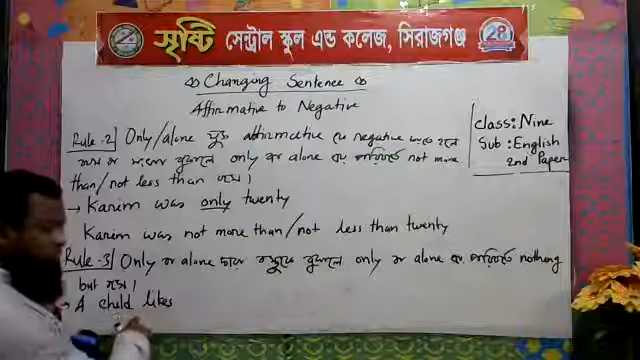 সৃষ্টি সেন্ট্রাল স্কুল এন্ড কলেজ, সিরাজগঞ্জ
Changing Sentence
Affirmative to Negative
Class: Nine
Sub : English
2nd Paper
Rule-2 Only/alone যুক্ত affirmative কে negative করতে হলে
বয়স বা সংখ্যা বুঝালে only বা alone এর পরিবর্তে not more
than/not less than বসে।
→ Karim was only twenty
Karim was not more than/not less than twenty
Rule-3 Only or alone দ্বারা বস্তুকে বুঝালে only or alone এর পরিবর্তে nothing
but বসে।
→ A child likes